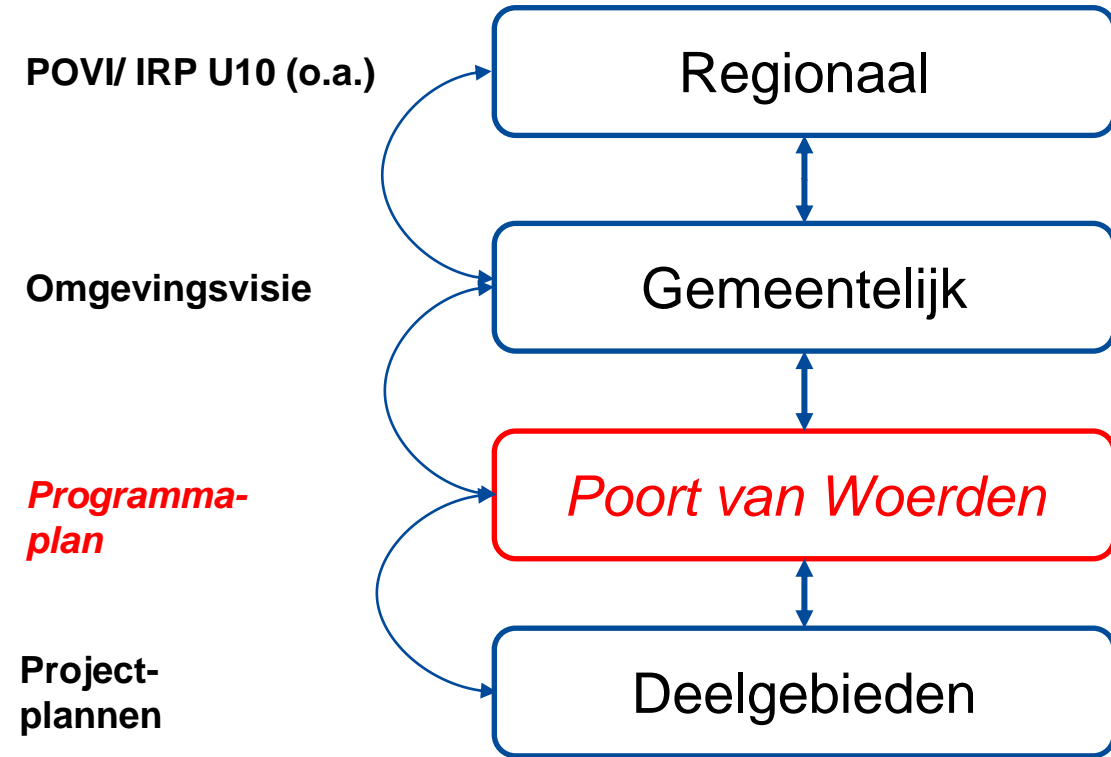 POVI/ IRP U10 (o.a.)
Regionaal
Omgevingsvisie
Gemeentelijk
Programma-
plan
Poort van Woerden
Project-
plannen
Deelgebieden